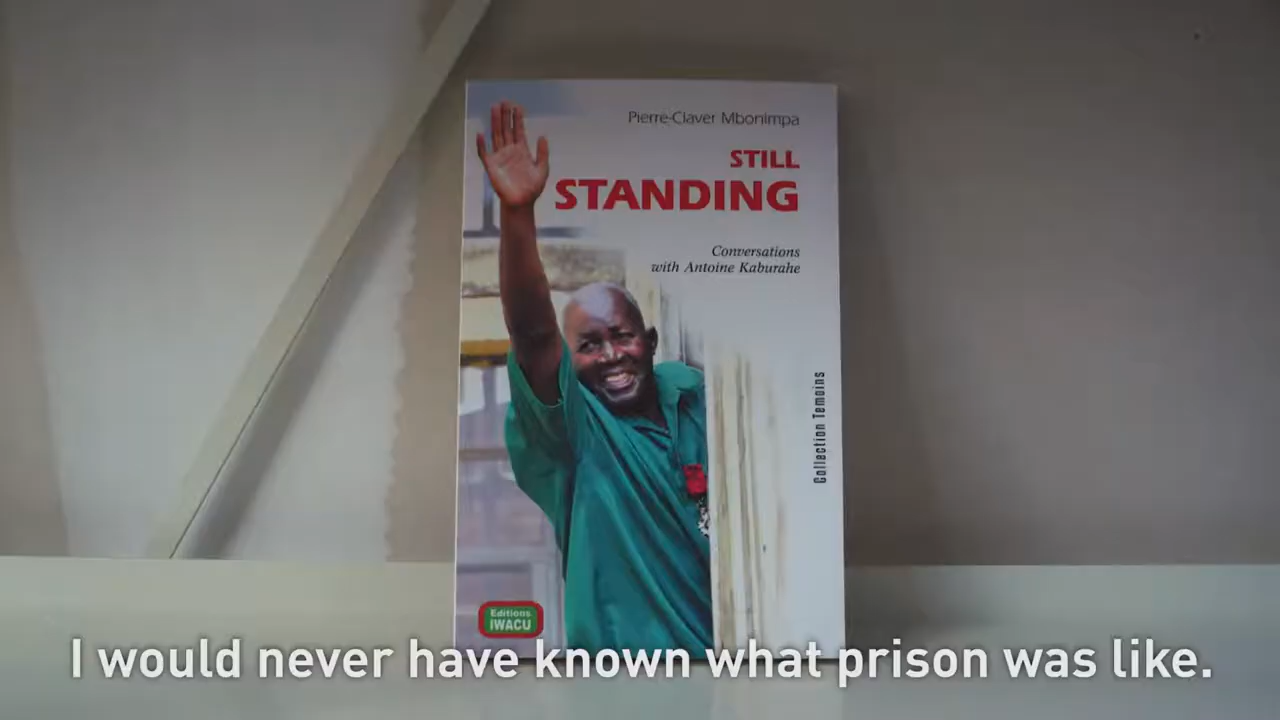 Pierre-Claver Mbonimpa
STILL
STANDING
Conversations
with Antoine Kaburahe
Collection Temoins
Editions
IWACU
I would never have known what prison was like.